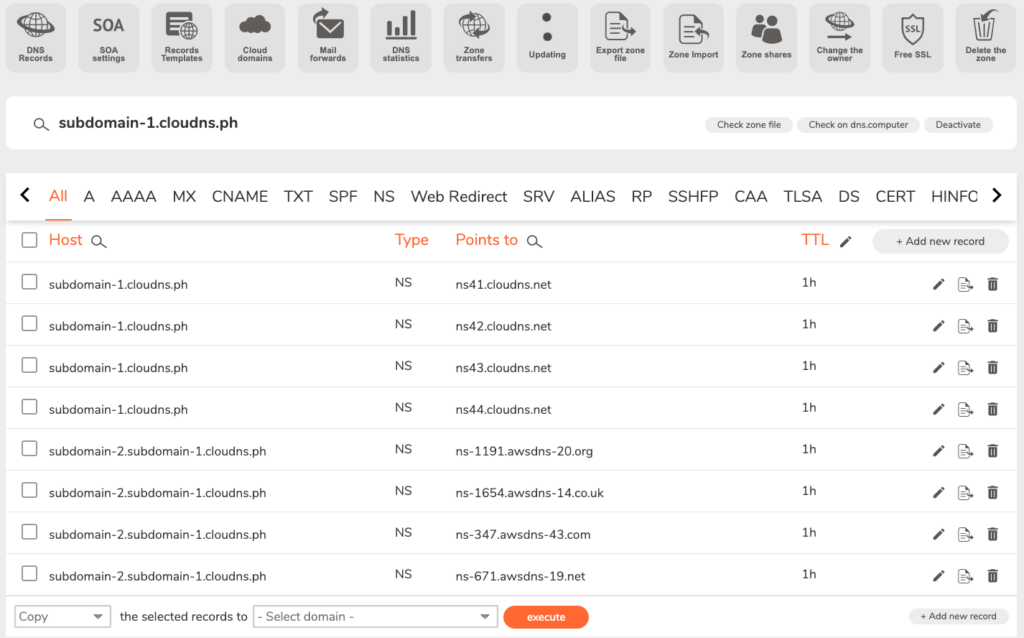 DNS Records
SOA SOA settings
Records Templates
Cloud domains
Mail forwards
DNS statistics
Zone transfers
Updating
Export zone file
Zone Import
Zone shares
Change the owner
SSL Free SSL
Delete the zone
subdomain-1.cloudns.ph Check zone file Check on dns.computer Deactivate
All A AAAA MX CNAME TXT SPF NS Web Redirect SRV ALIAS RP SSHFP CAA TLSA DS CERT HINFO
Host Type Points to TTL + Add new record
subdomain-1.cloudns.ph NS ns41.cloudns.net 1h
subdomain-1.cloudns.ph NS ns42.cloudns.net 1h
subdomain-1.cloudns.ph NS ns43.cloudns.net 1h
subdomain-1.cloudns.ph NS ns44.cloudns.net 1h
subdomain-2.subdomain-1.cloudns.ph NS ns-1191.awsdns-20.org 1h
subdomain-2.subdomain-1.cloudns.ph NS ns-1654.awsdns-14.co.uk 1h
subdomain-2.subdomain-1.cloudns.ph NS ns-347.awsdns-43.com 1h
subdomain-2.subdomain-1.cloudns.ph NS ns-671.awsdns-19.net 1h
Copy the selected records to - Select domain - execute + Add new record